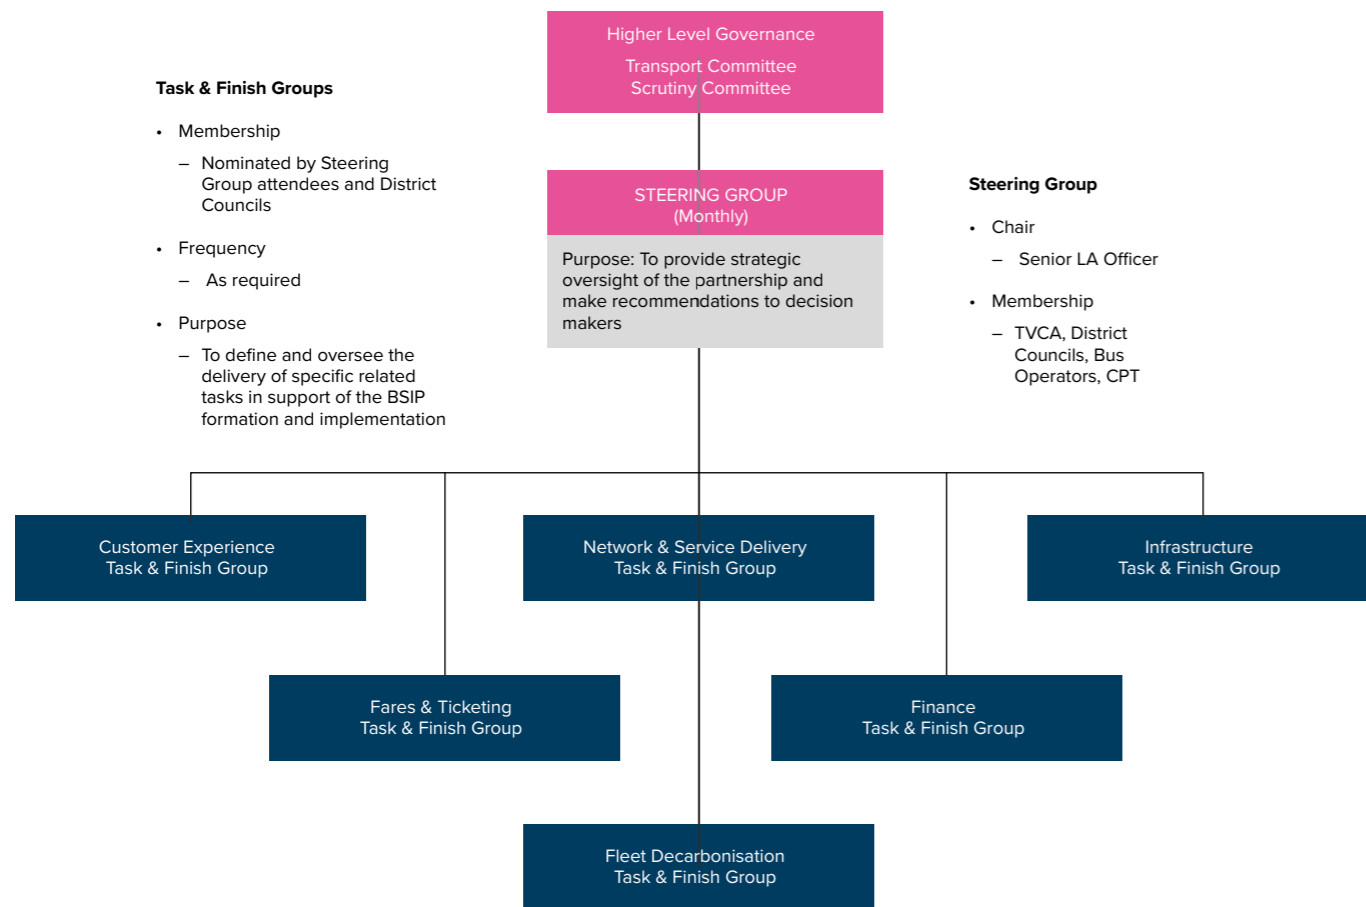 Higher Level Governance
Transport Committee
Scrutiny Committee
Task & Finish Groups
• Membership
– Nominated by Steering
Group attendees and District
Councils
• Frequency
– As required
• Purpose
– To define and oversee the
delivery of specific related
tasks in support of the BSIP
formation and implementation
STEERING GROUP
(Monthly)
Purpose: To provide strategic
oversight of the partnership and
make recommendations to decision
makers
Steering Group
• Chair
– Senior LA Officer
• Membership
– TVCA, District
Councils, Bus
Operators, CPT
Customer Experience
Task & Finish Group
Network & Service Delivery
Task & Finish Group
Infrastructure
Task & Finish Group
Fares & Ticketing
Task & Finish Group
Finance
Task & Finish Group
Fleet Decarbonisation
Task & Finish Group